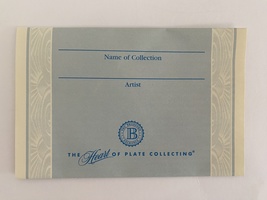 Name of Collection
Artist
B
THE Heart OF PLATE COLLECTING®